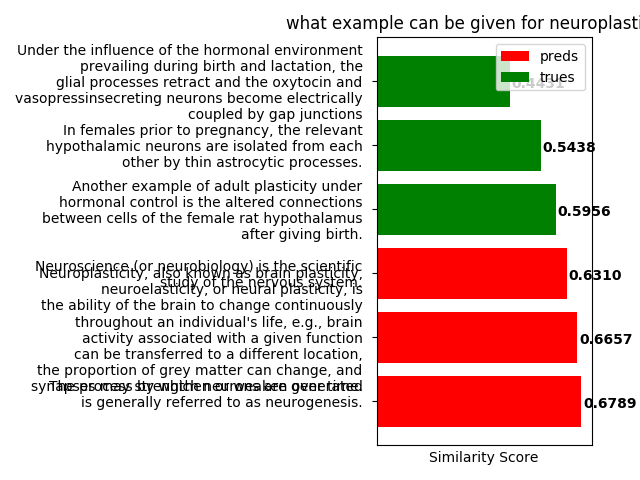 what example can be given for neuroplasti
Under the influence of the hormonal environment
prevailing during birth and lactation, the
glial processes retract and the oxytocin and
vasopressinsecreting neurons become electrically
coupled by gap junctions
0.4431
In females prior to pregnancy, the relevant
hypothalamic neurons are isolated from each
other by thin astrocytic processes.
0.5438
Another example of adult plasticity under
hormonal control is the altered connections
between cells of the female rat hypothalamus
after giving birth.
0.5956
Neuroscience (or neurobiology) is the scientific
study of the nervous system.
0.6310
Neuroplasticity, also known as brain plasticity,
neuroelasticity, or neural plasticity, is
the ability of the brain to change continuously
throughout an individual's life, e.g., brain
activity associated with a given function
can be transferred to a different location,
the proportion of grey matter can change, and
synapses may strengthen or weaken over time.
0.6657
The process by which neurons are generated
is generally referred to as neurogenesis.
0.6789
preds
trues
Similarity Score